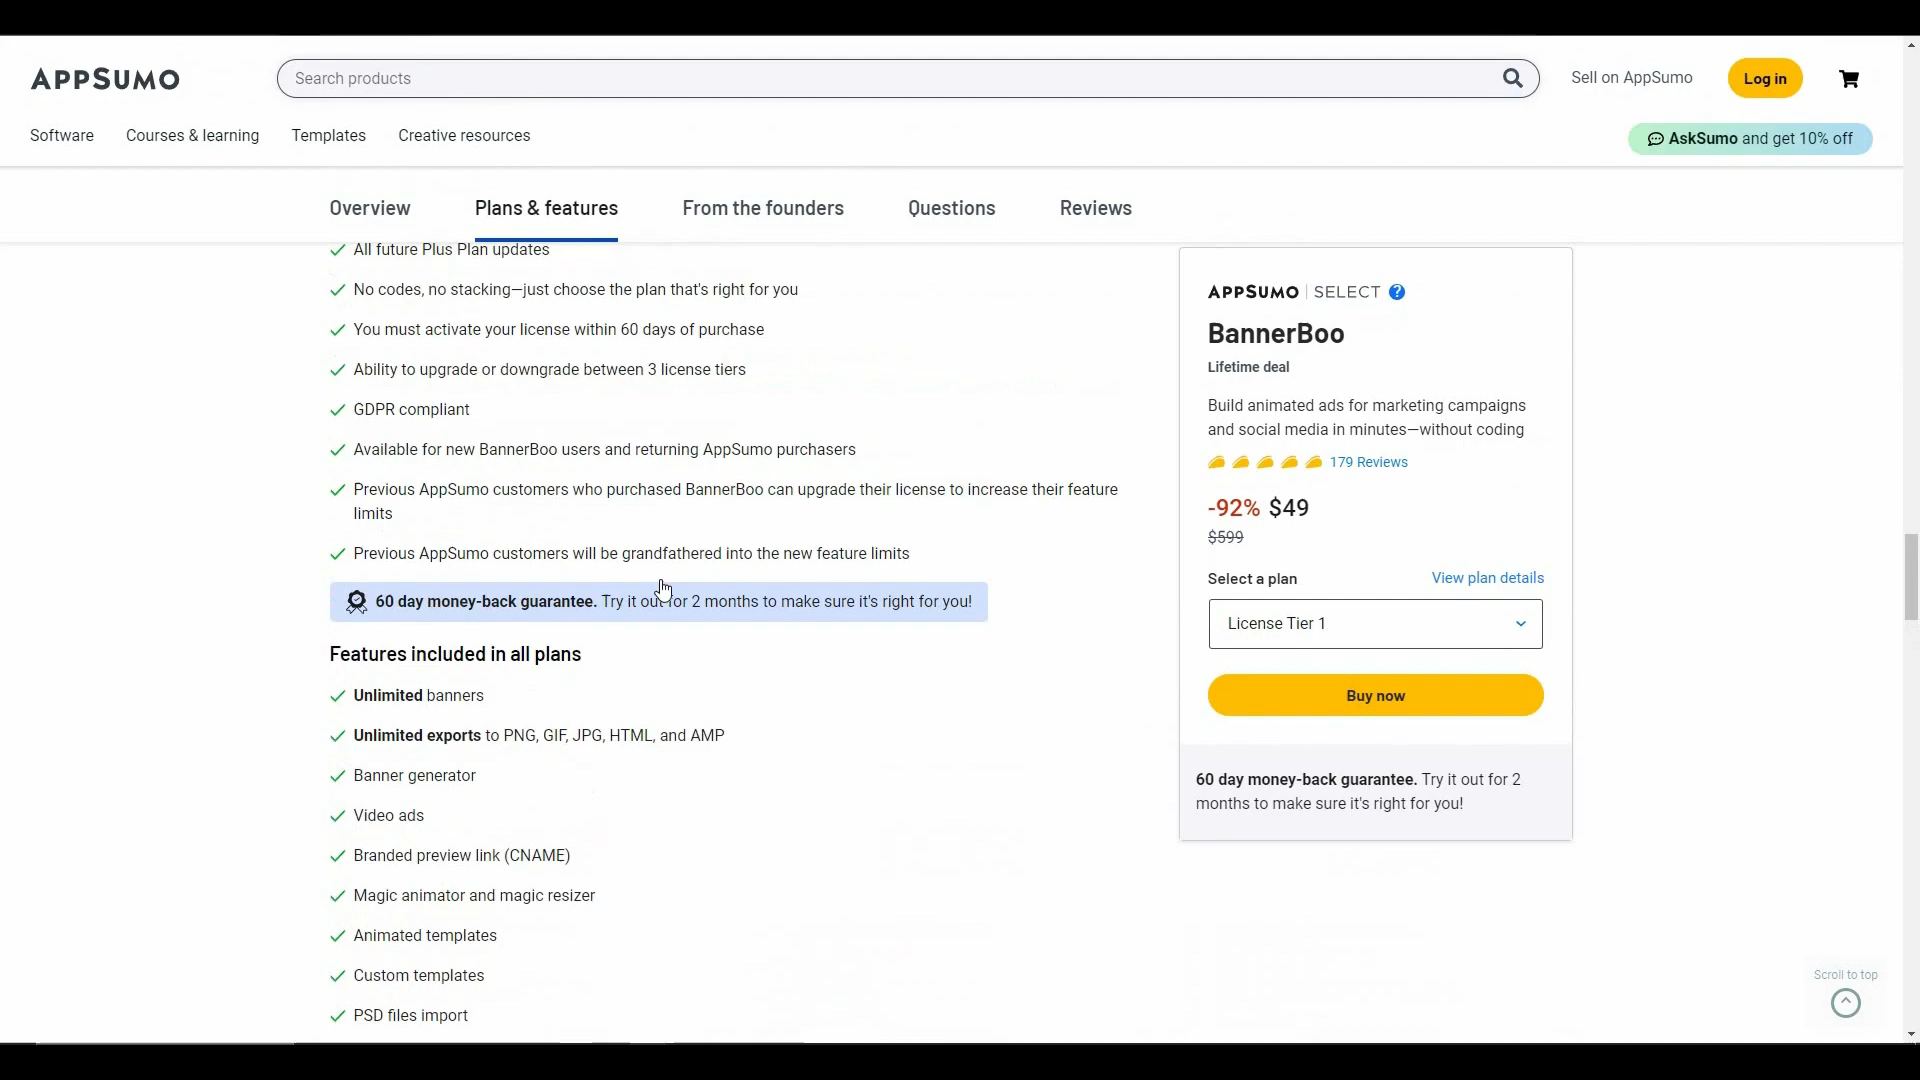 APPSUMO
Search products
Sell on AppSumo
Log in
Software
Courses & learning
Templates
Creative resources
AskSumo and get 10% off
Overview
Plans & features
From the founders
Questions
Reviews
All future Plus Plan updates
No codes, no stacking—just choose the plan that's right for you
You must activate your license within 60 days of purchase
Ability to upgrade or downgrade between 3 license tiers
GDPR compliant
Available for new BannerBoo users and returning AppSumo purchasers
Previous AppSumo customers who purchased BannerBoo can upgrade their license to increase their feature
limits
Previous AppSumo customers will be grandfathered into the new feature limits
60 day money-back guarantee. Try it out for 2 months to make sure it's right for you!
Features included in all plans
Unlimited banners
Unlimited exports to PNG, GIF, JPG, HTML, and AMP
Banner generator
Video ads
Branded preview link (CNAME)
Magic animator and magic resizer
Animated templates
Custom templates
PSD files import
APPSUMO | SELECT ?
BannerBoo
Lifetime deal
Build animated ads for marketing campaigns
and social media in minutes—without coding
179 Reviews
-92% $49
$599
Select a plan
View plan details
License Tier 1
Buy now
60 day money-back guarantee. Try it out for 2
months to make sure it's right for you!
Scroll to top